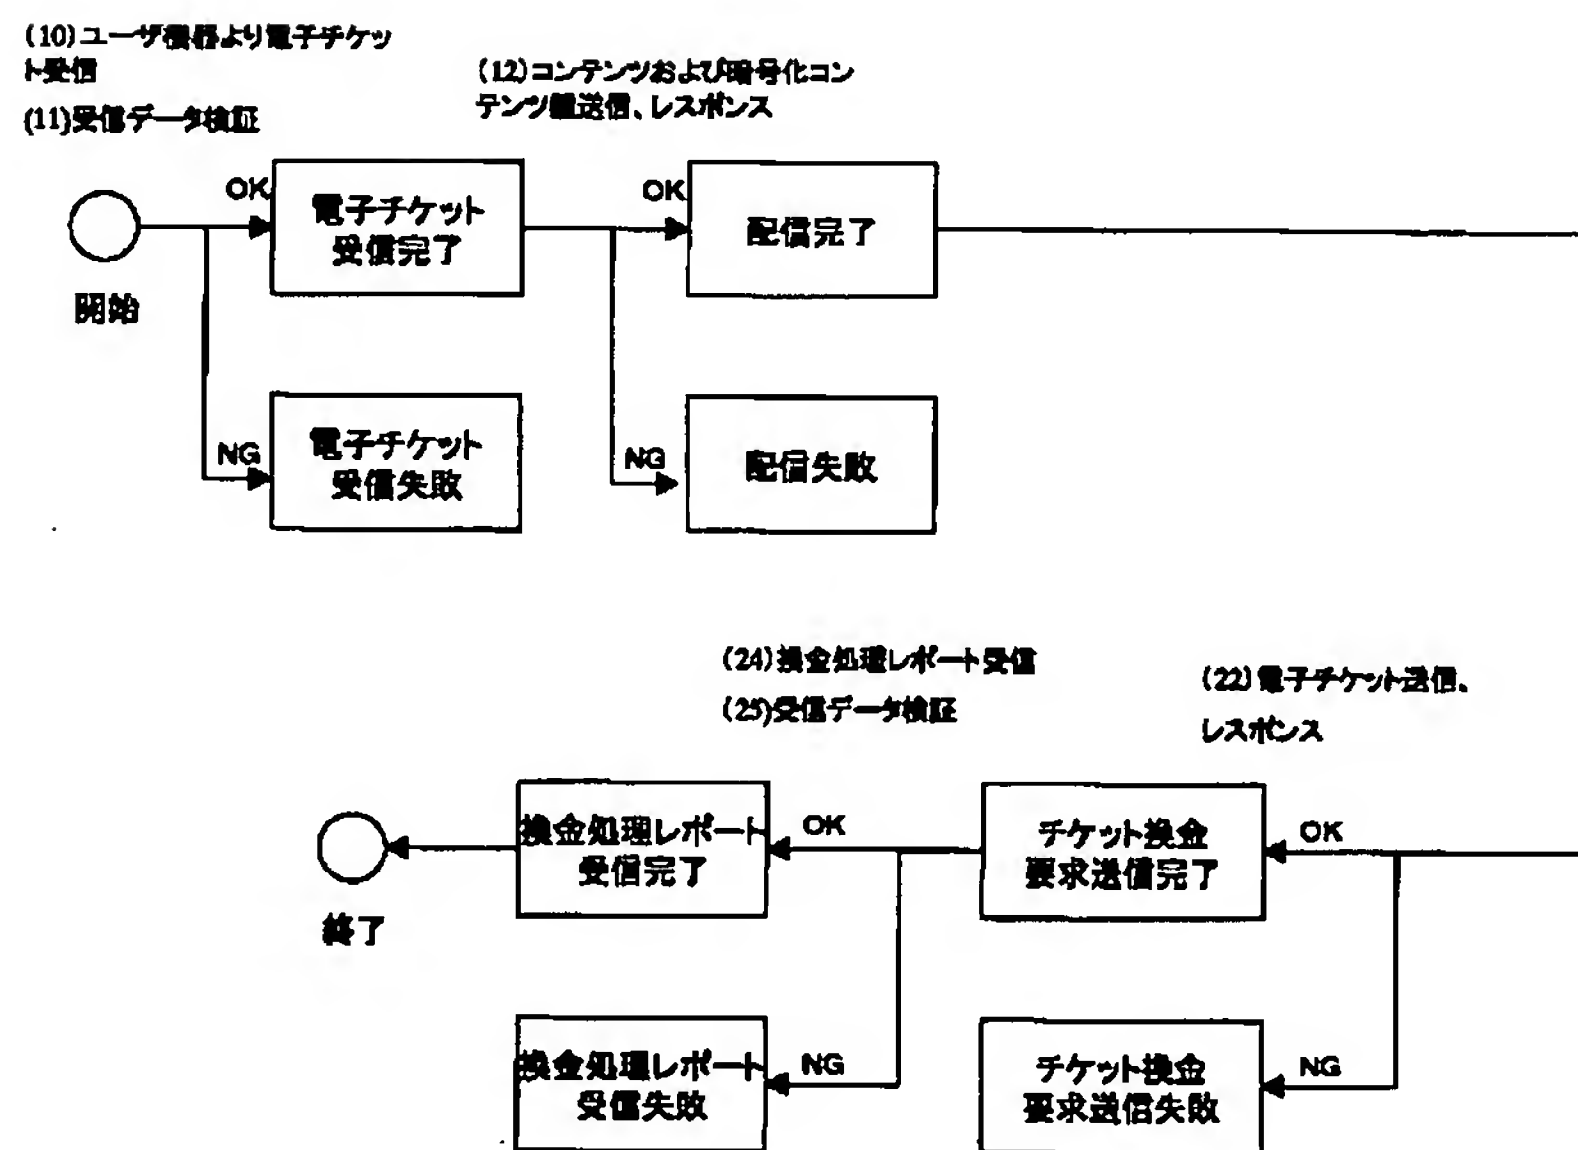 (10)ユーザ機器より電子チケッ
ト受信
(11)受信データ検証
(12)コンテンツおよび暗号化コン
テンツ鍵送信、レスポンス
OK
電子チケット
受信完了
OK
配信完了
開始
NG
電子チケット
受信失敗
NG
配信失敗
(24)換金処理レポート受信
(25)受信データ検証
(22)電子チケット送信、
レスポンス
換金処理レポート
受信完了
OK
チケット換金
要求送信完了
OK
終了
換金処理レポート
受信失敗
NG
チケット換金
要求送信失敗
NG